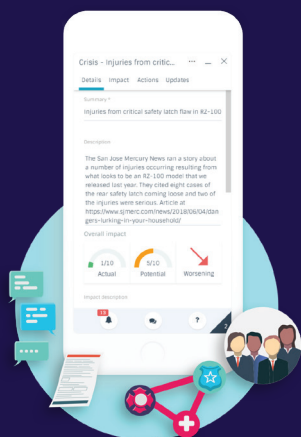 Crisis - Injuries from critic...
Details Impact Actions Updates
Summary *
Injuries from critical safety latch flaw in R2-100
Description
The San Jose Mercury News ran a story about
a number of injuries occuring resulting from
what looks to be an R2-100 model that we
released last year. They cited eight cases of
the rear safety latch coming loose and two of
the injuries were serious. Article at
https://www.sjmerc.com/news/2018/06/04/dan
gers-lurking-in-your-household/
Overall impact
1/10
5/10
Actual
Potential
Worsening
Impact description
13
?